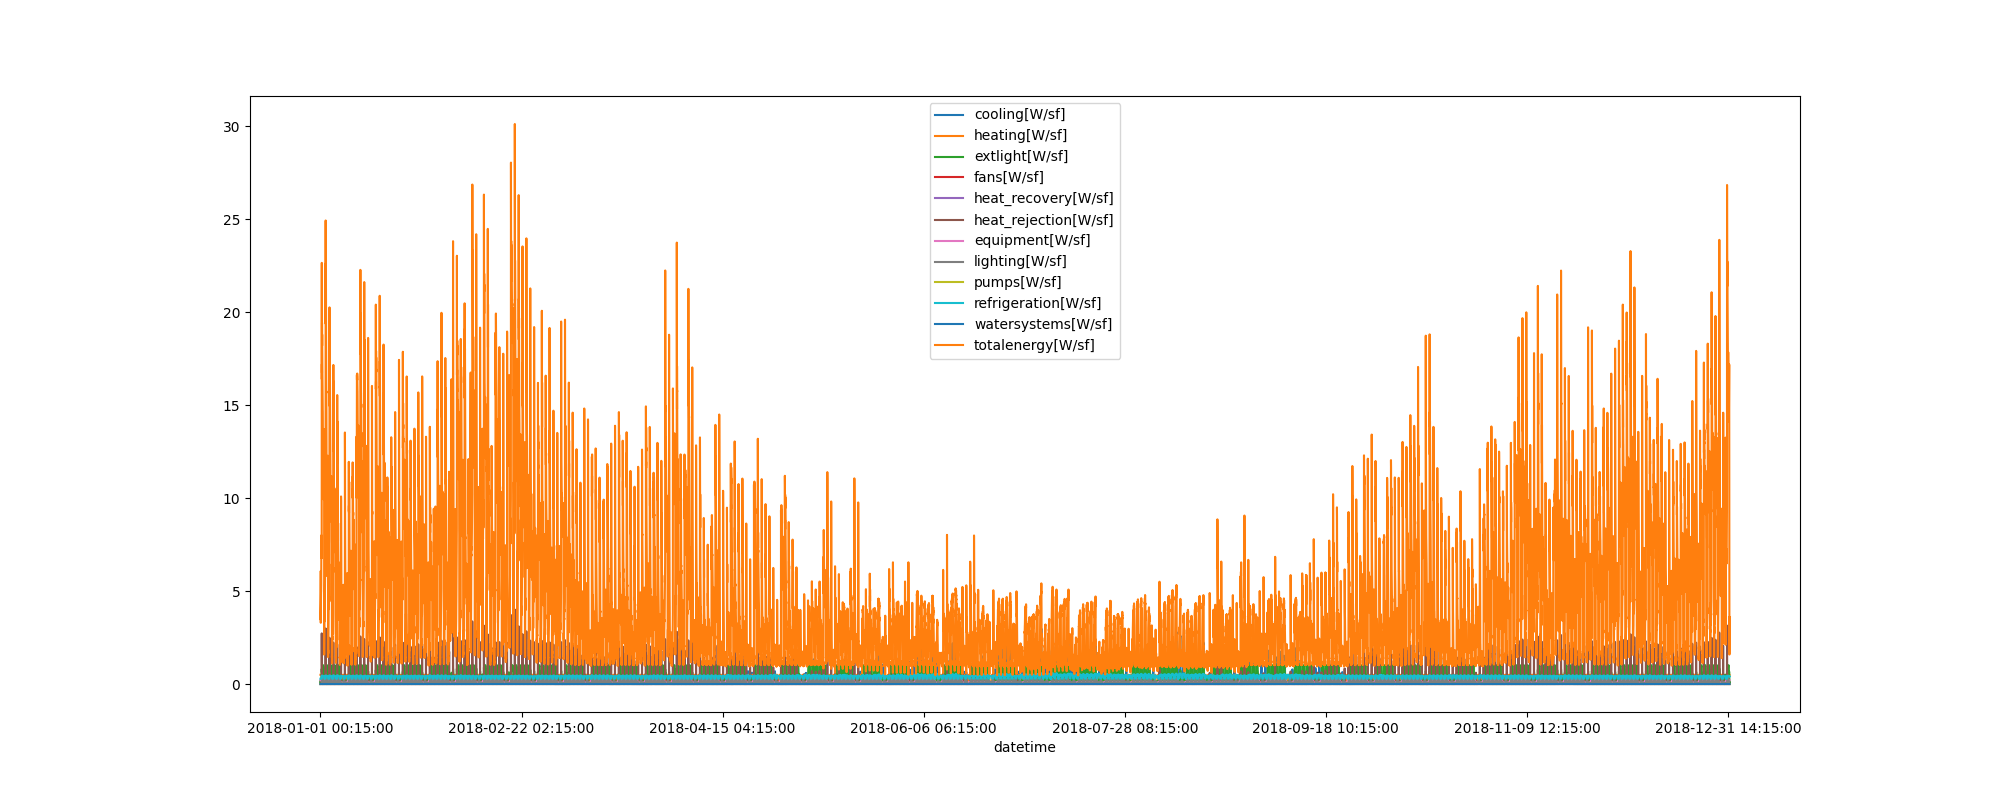 30
25
20
15
10
5
0
cooling[W/sf]
heating[W/sf]
extlight[W/sf]
fans[W/sf]
heat_recovery[W/sf]
heat_rejection[W/sf]
equipment[W/sf]
lighting[W/sf]
pumps[W/sf]
refrigeration[W/sf]
watersystems[W/sf]
totalenergy[W/sf]
2018-01-01 00:15:00 2018-02-22 02:15:00 2018-04-15 04:15:00 2018-06-06 06:15:00 2018-07-28 08:15:00 2018-09-18 10:15:00 2018-11-09 12:15:00 2018-12-31 14:15:00
datetime